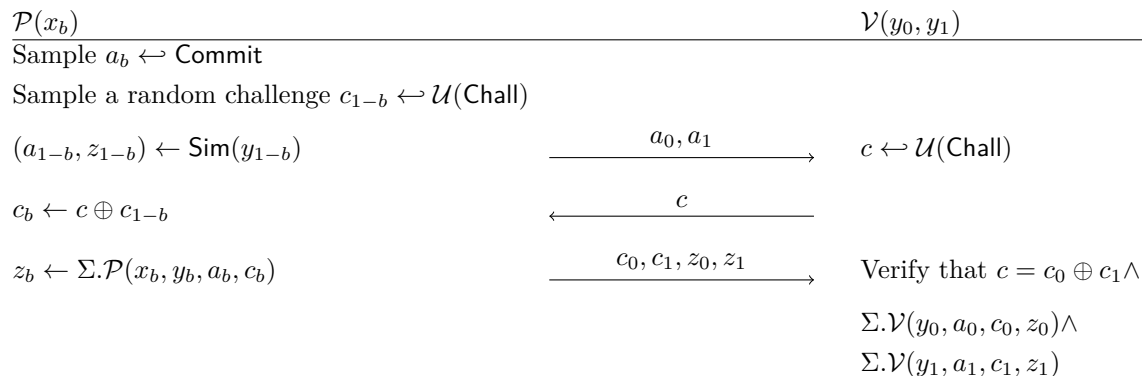 𝒫(x_b) 𝒱(y_0, y_1)
Sample a_b ↩ Commit
Sample a random challenge c_{1−b} ↩ 𝒰(Chall)
(a_{1−b}, z_{1−b}) ← Sim(y_{1−b}) a_0, a_1 c ↩ 𝒰(Chall)
c_b ← c ⊕ c_{1−b} c
z_b ← Σ.𝒫(x_b, y_b, a_b, c_b) c_0, c_1, z_0, z_1 Verify that c = c_0 ⊕ c_1∧
Σ.𝒱(y_0, a_0, c_0, z_0)∧
Σ.𝒱(y_1, a_1, c_1, z_1)